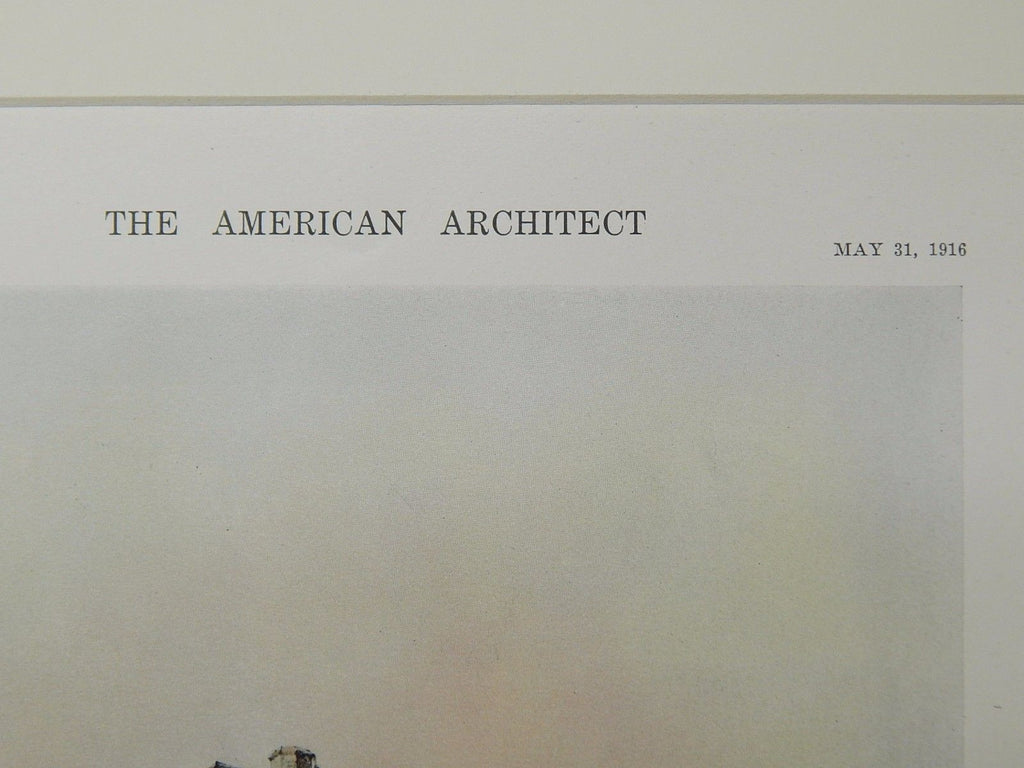 THE AMERICAN ARCHITECT
MAY 31, 1916